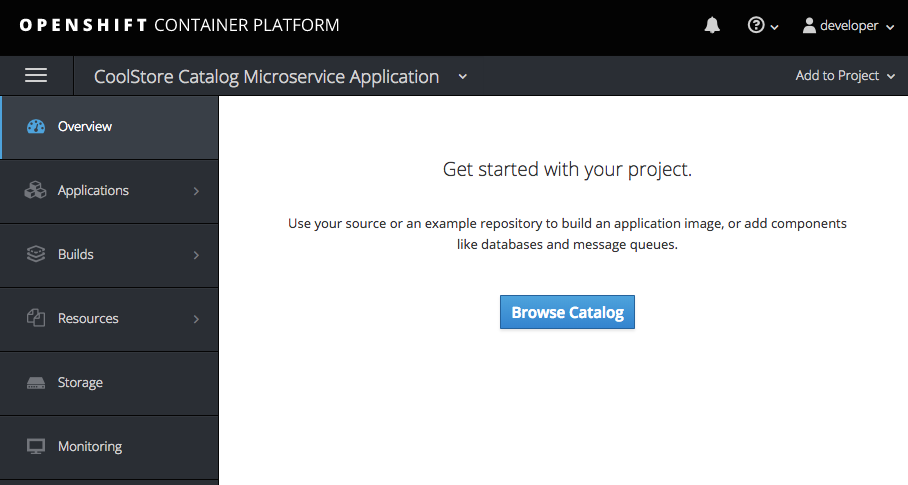 OPENSHIFT CONTAINER PLATFORM
developer
CoolStore Catalog Microservice Application
Add to Project
Overview
Applications
Builds
Resources
Storage
Monitoring
Get started with your project.
Use your source or an example repository to build an application image, or add components
like databases and message queues.
Browse Catalog